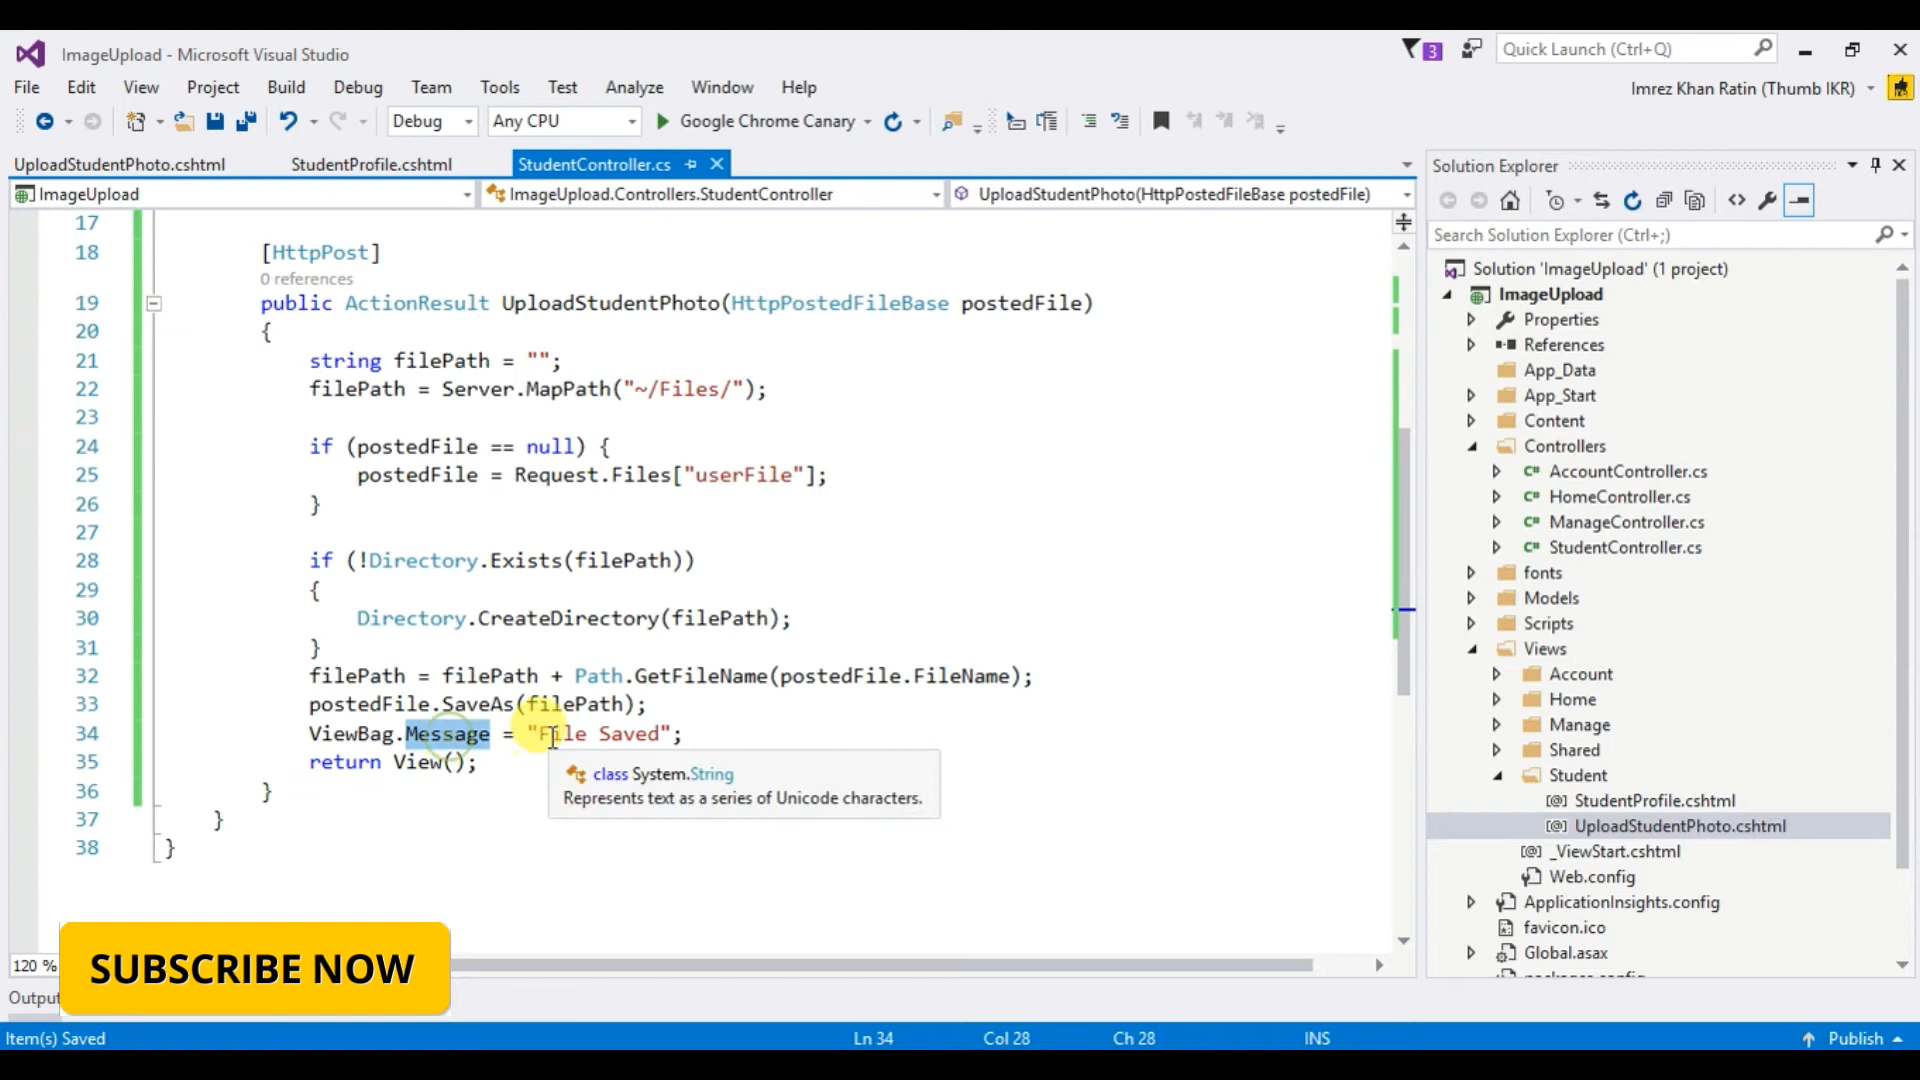 ImageUpload - Microsoft Visual Studio
3
Quick Launch (Ctrl+Q)
File Edit View Project Build Debug Team Tools Test Analyze Window Help
Imrez Khan Ratin (Thumb IKR)
Debug Any CPU Google Chrome Canary
UploadStudentPhoto.cshtml StudentProfile.cshtml StudentController.cs
ImageUpload ImageUpload.Controllers.StudentController UploadStudentPhoto(HttpPostedFileBase postedFile)
17
18 [HttpPost]
0 references
19 public ActionResult UploadStudentPhoto(HttpPostedFileBase postedFile)
20 {
21 string filePath = "";
22 filePath = Server.MapPath("~/Files/");
23
24 if (postedFile == null) {
25 postedFile = Request.Files["userFile"];
26 }
27
28 if (!Directory.Exists(filePath))
29 {
30 Directory.CreateDirectory(filePath);
31 }
32 filePath = filePath + Path.GetFileName(postedFile.FileName);
33 postedFile.SaveAs(filePath);
34 ViewBag.Message = "File Saved";
35 return View();
class System.String
Represents text as a series of Unicode characters.
36 }
37 }
38 }
120 %
SUBSCRIBE NOW
Output
Item(s) Saved Ln 34 Col 28 Ch 28 INS Publish
Solution Explorer
Search Solution Explorer (Ctrl+;)
Solution 'ImageUpload' (1 project)
ImageUpload
Properties
References
App_Data
App_Start
Content
Controllers
C# AccountController.cs
C# HomeController.cs
C# ManageController.cs
C# StudentController.cs
fonts
Models
Scripts
Views
Account
Home
Manage
Shared
Student
[@] StudentProfile.cshtml
[@] UploadStudentPhoto.cshtml
[@] _ViewStart.cshtml
Web.config
ApplicationInsights.config
favicon.ico
Global.asax
packages.config